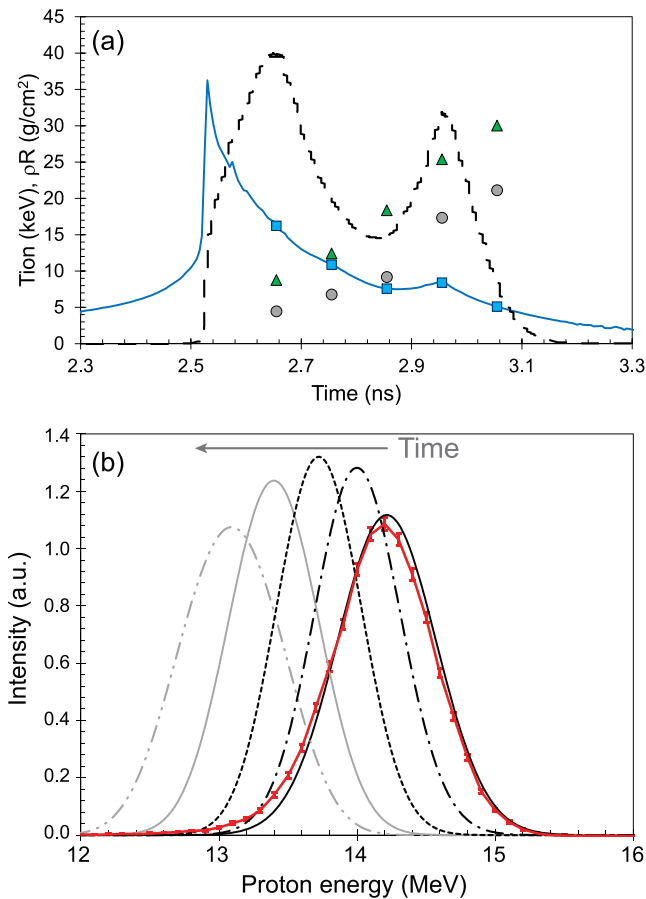 (a)
Tion (keV), ρR (g/cm²)
45
40
35
30
25
20
15
10
5
0
2.3 2.5 2.7 2.9 3.1 3.3
Time (ns)
(b)
Time
Intensity (a.u.)
1.4
1.2
1.0
0.8
0.6
0.4
0.2
0.0
12 13 14 15 16
Proton energy (MeV)